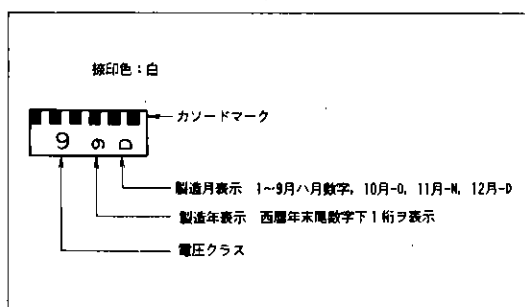 捺印色：白
カソードマーク
9 9 D
製造月表示 1～9月ハ月数字, 10月-O, 11月-N, 12月-D
製造年表示 西暦年末尾数字下1桁ヲ表示
電圧クラス